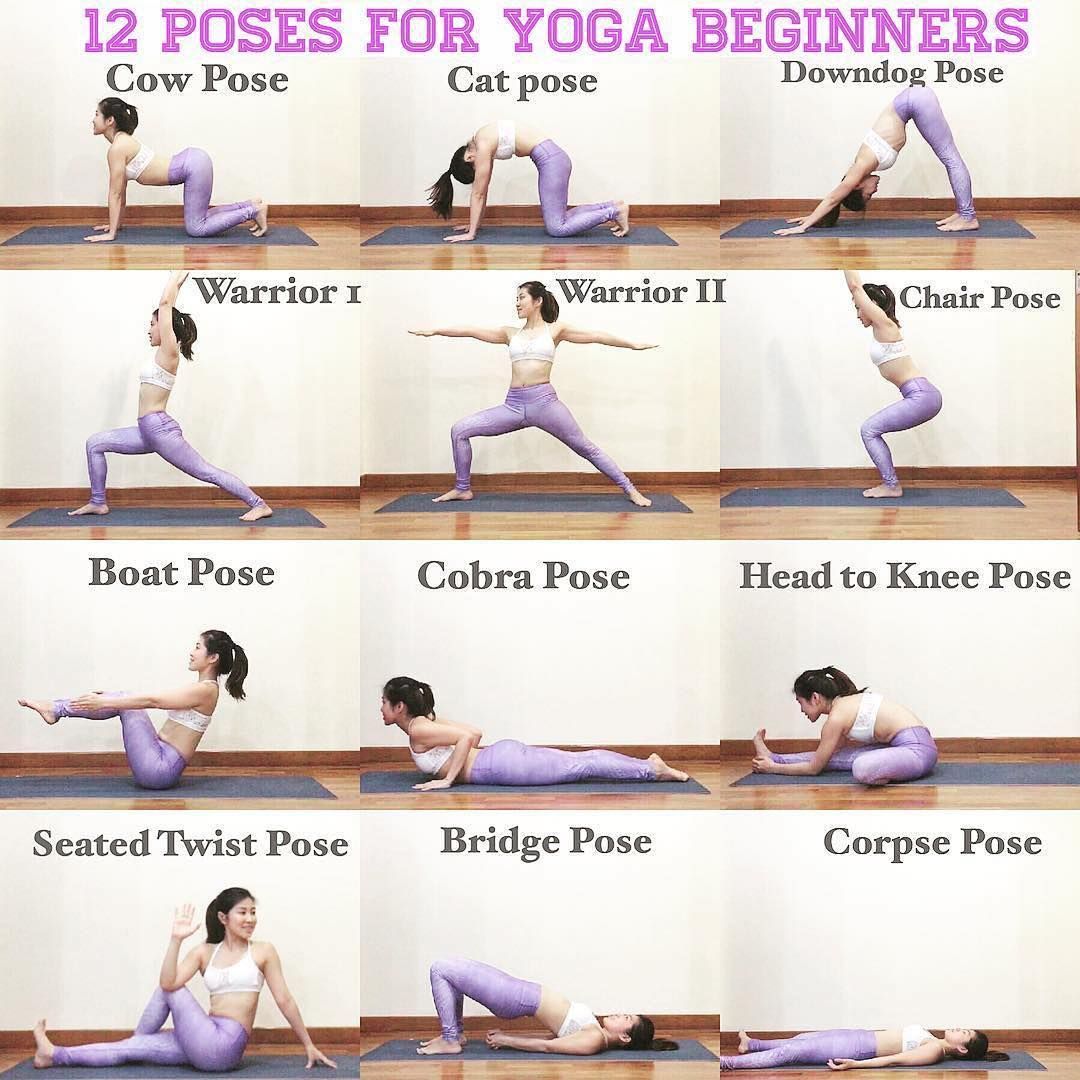 12 POSES FOR YOGA BEGINNERS
Cow Pose
Cat pose
Downdog Pose
Warrior 1
Warrior II
Chair Pose
Boat Pose
Cobra Pose
Head to Knee Pose
Seated Twist Pose
Bridge Pose
Corpse Pose